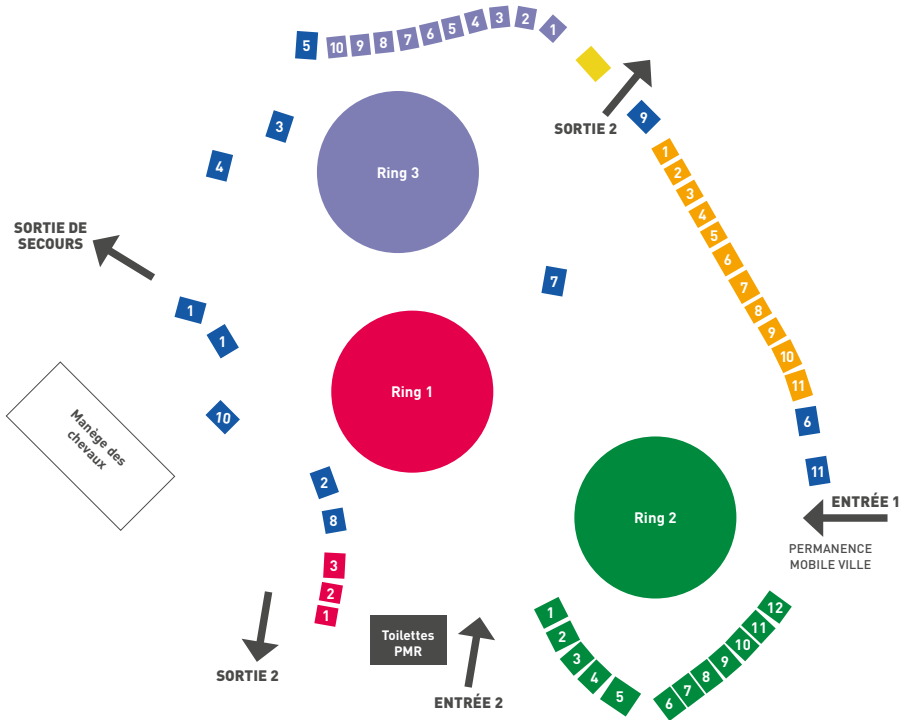 5
10 9 8 7 6 5 4 3 2 1
SORTIE 2
9
3
4
Ring 3
1
2
3
4
5
6
7
8
9
10
11
SORTIE DE
SECOURS
7
1
1
Ring 1
10
Manège des
chevaux
6
11
2
8
Ring 2
ENTRÉE 1
PERMANENCE
MOBILE VILLE
3
2
1
Toilettes
PMR
SORTIE 2
ENTRÉE 2
1
2
3
4
5
6
7
8
9
10
11
12